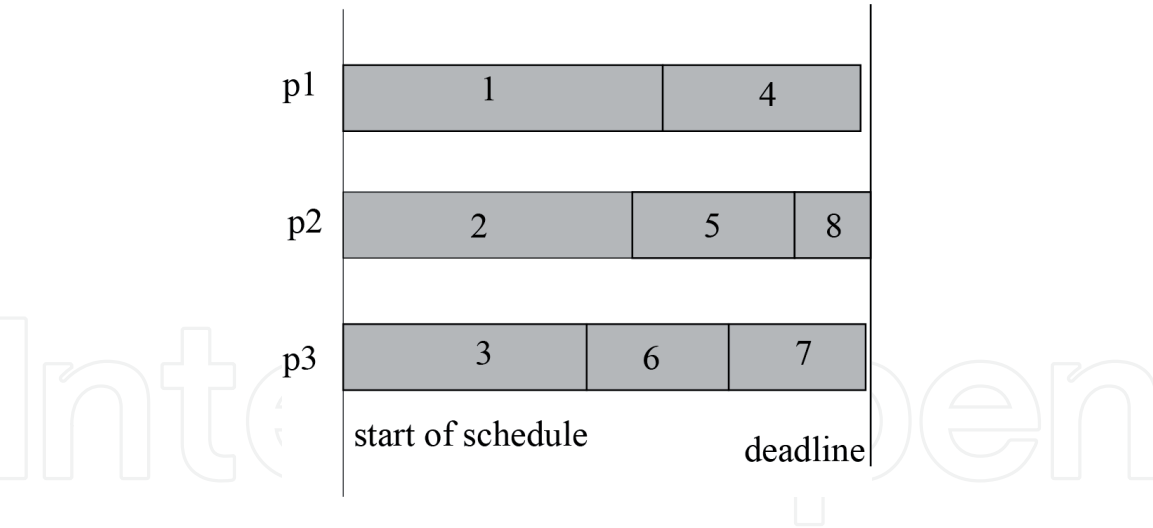 p1 1 4
p2 2 5 8
p3 3 6 7
start of schedule
deadline